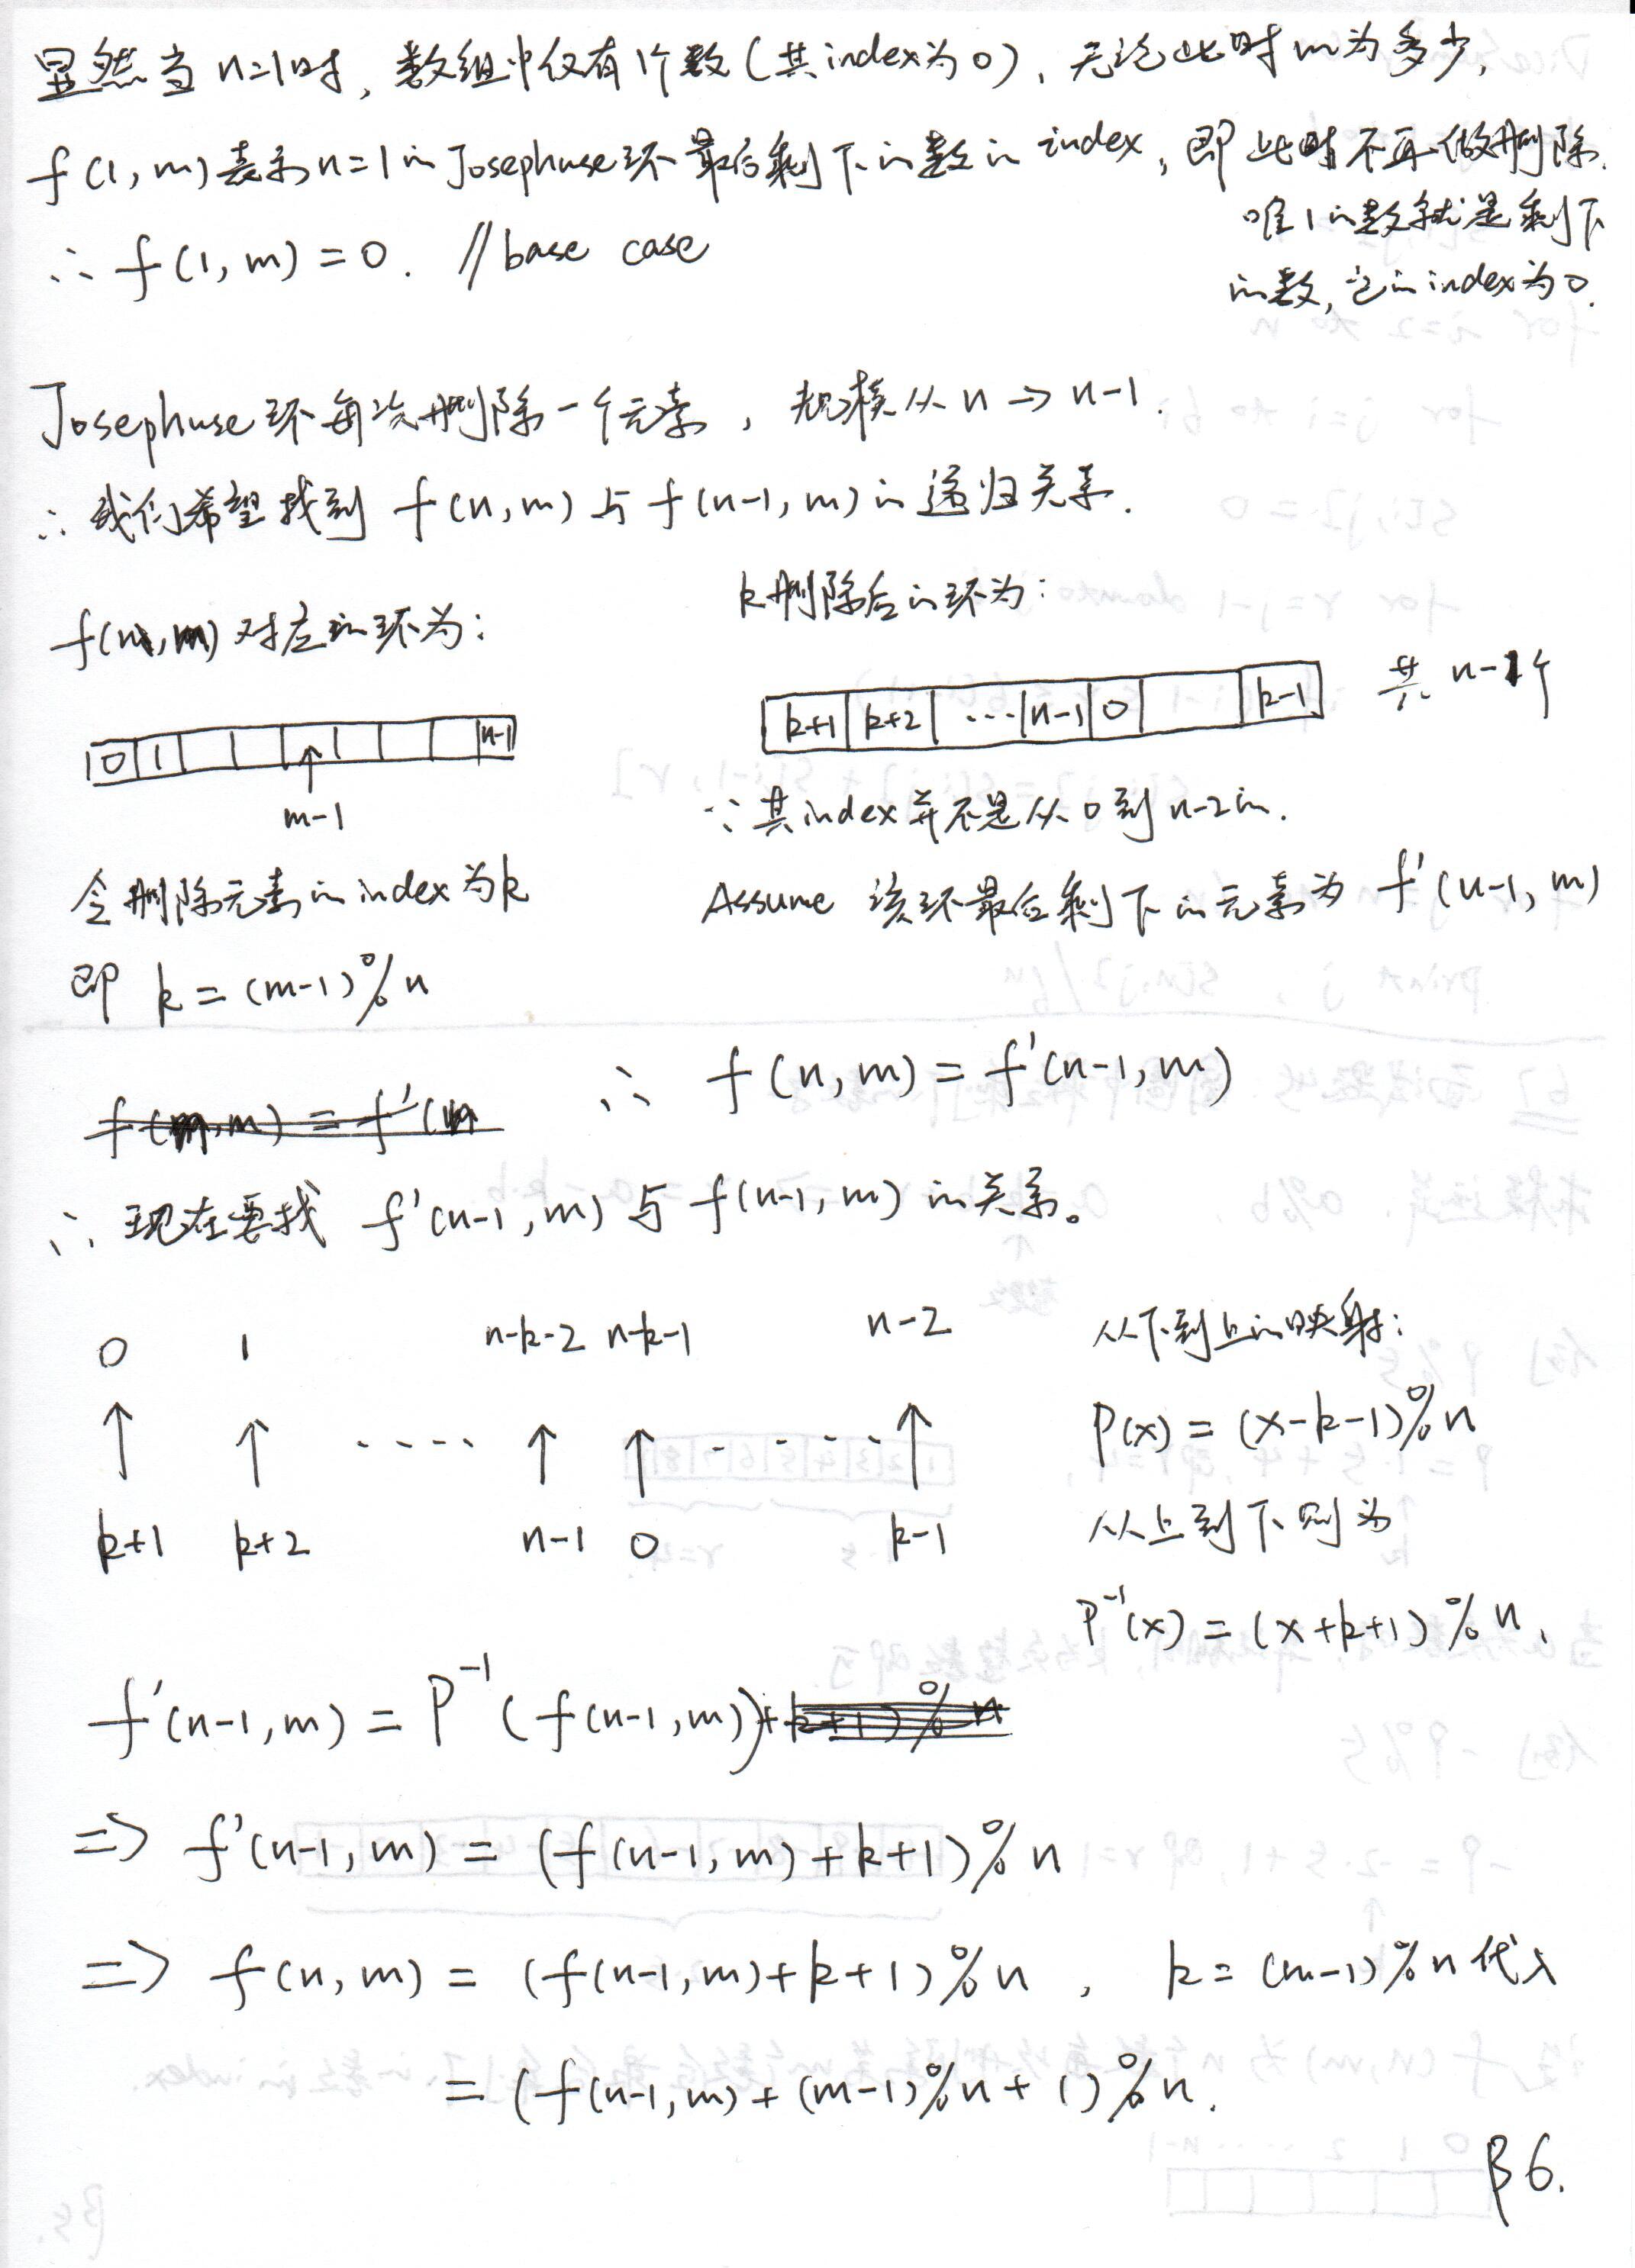 显然当n=1时，数组中仅有1个数(其index为0)，无论此时m为多少，
f(1,m)表示n=1的Josephuse环最后剩下的数的index，即此时不再做删除.
唯1的数就是剩下
的数，它的index为0.
∴ f(1,m)=0. //base case
Josephuse环每次删除一个元素，规模从n→n-1.
∴ 我们希望找到 f(n,m)与f(n-1,m)的递归关系.
f(n,m)对应的环为：
0 1 n-1
m-1
令删除元素的index为k
即 k=(m-1)%n
k删除后的环为：
k+1 k+2 ... n-1 0 k-1 共n-1个
∵其index并不是从0到n-2的.
Assume 该环最后剩下的元素为 f'(n-1,m)
∴ f(n,m)=f'(n-1,m)
∴ 现在要找 f'(n-1,m)与f(n-1,m)的关系。
0 1 n-k-2 n-k-1 n-2
↑ ↑ .... ↑ ↑ ..... ↑
k+1 k+2 n-1 0 k-1
从下到上的映射：
P(x)=(x-k-1)%n
从上到下则为
P⁻¹(x)=(x+k+1)%n.
f'(n-1,m)=P⁻¹(f(n-1,m))
=> f'(n-1,m)=(f(n-1,m)+k+1)%n
=> f(n,m)=(f(n-1,m)+k+1)%n , k=(m-1)%n代入
=(f(n-1,m)+(m-1)%n+1)%n.
β6.